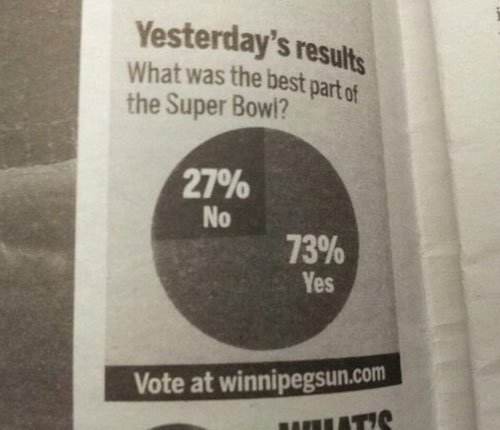 Yesterday's results
What was the best part of
the Super Bowl?
27%
No
73%
Yes
Vote at winnipegsun.com
WHAT'S